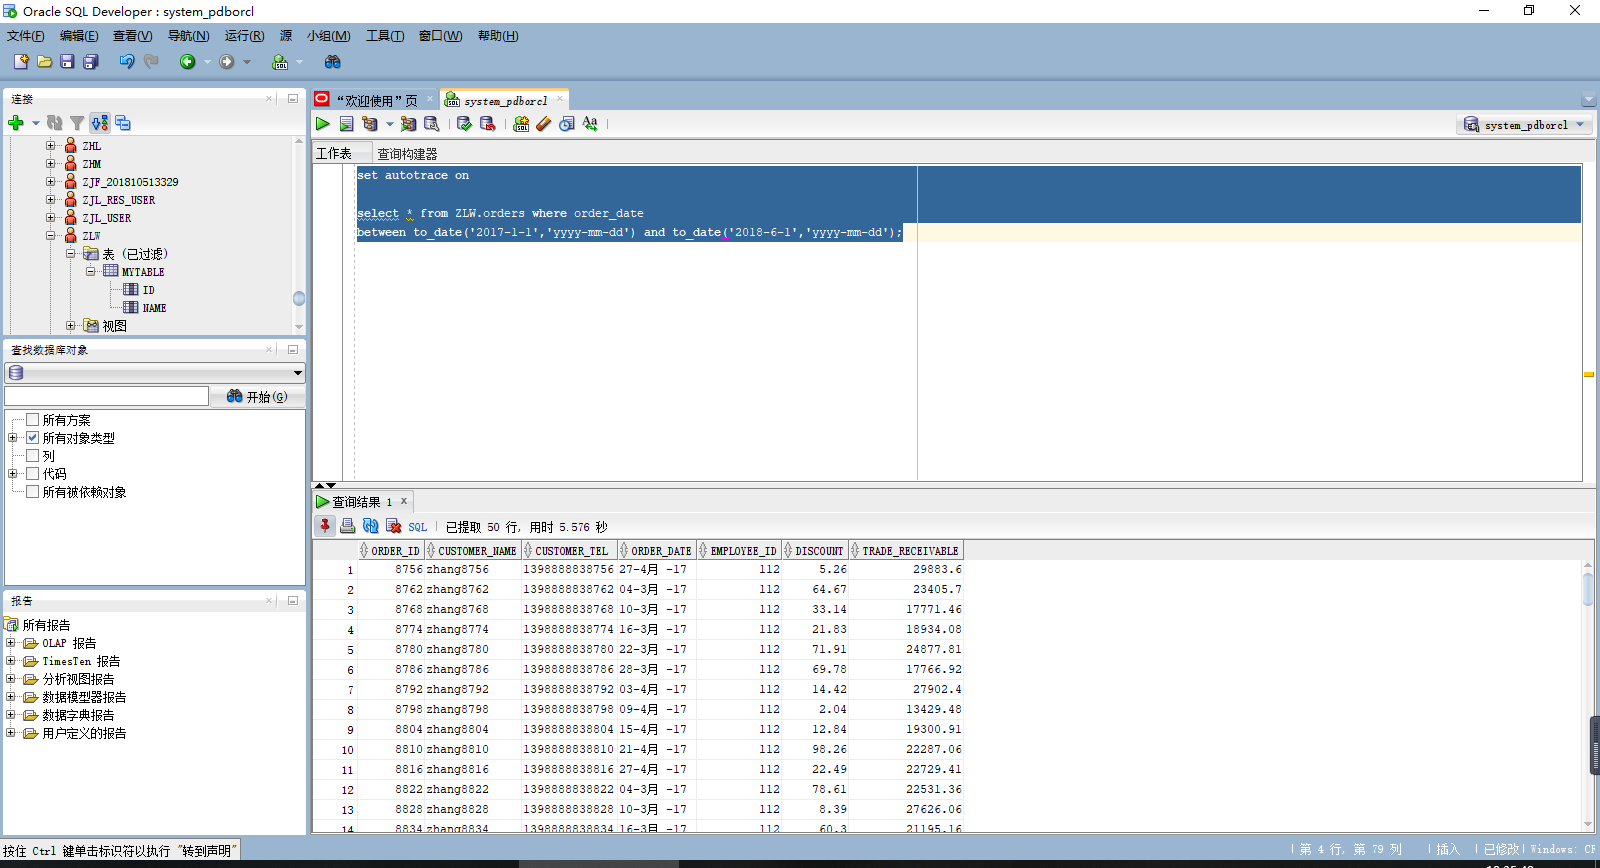 Oracle SQL Developer : system_pdborcl
文件(F) 编辑(E) 查看(V) 导航(N) 运行(R) 源 小组(M) 工具(T) 窗口(W) 帮助(H)
连接
ZHL
ZHM
ZJF_201810513329
ZJL_RES_USER
ZJL_USER
ZLW
表 (已过滤)
MYTABLE
ID
NAME
视图
查找数据库对象
开始(G)
所有方案
所有对象类型
列
代码
所有被依赖对象
报告
所有报告
OLAP 报告
TimesTen 报告
分析视图报告
数据模型器报告
数据字典报告
用户定义的报告
“欢迎使用”页 system_pdborcl
system_pdborcl
工作表 查询构建器
set autotrace on
select * from ZLW.orders where order_date
between to_date('2017-1-1','yyyy-mm-dd') and to_date('2018-6-1','yyyy-mm-dd');
查询结果 1
SQL | 已提取 50 行, 用时 5.576 秒
ORDER_ID CUSTOMER_NAME CUSTOMER_TEL ORDER_DATE EMPLOYEE_ID DISCOUNT TRADE_RECEIVABLE
1 8756 zhang8756 1398888838756 27-4月 -17 112 5.26 29883.6
2 8762 zhang8762 1398888838762 04-3月 -17 112 64.67 23405.7
3 8768 zhang8768 1398888838768 10-3月 -17 112 33.14 17771.46
4 8774 zhang8774 1398888838774 16-3月 -17 112 21.83 18934.08
5 8780 zhang8780 1398888838780 22-3月 -17 112 71.91 24877.81
6 8786 zhang8786 1398888838786 28-3月 -17 112 69.78 17766.92
7 8792 zhang8792 1398888838792 03-4月 -17 112 14.42 27902.4
8 8798 zhang8798 1398888838798 09-4月 -17 112 2.04 13429.48
9 8804 zhang8804 1398888838804 15-4月 -17 112 12.84 19300.91
10 8810 zhang8810 1398888838810 21-4月 -17 112 98.26 22287.06
11 8816 zhang8816 1398888838816 27-4月 -17 112 22.49 22729.41
12 8822 zhang8822 1398888838822 04-3月 -17 112 78.61 22531.36
13 8828 zhang8828 1398888838828 10-3月 -17 112 8.39 27626.06
14 8834 zhang8834 1398888838834 16-3月 -17 112 60.3 21195.16
按住 Ctrl 键单击标识符以执行 "转到声明"
第 4 行, 第 79 列 | 插入 | 已修改 | Windows: CR